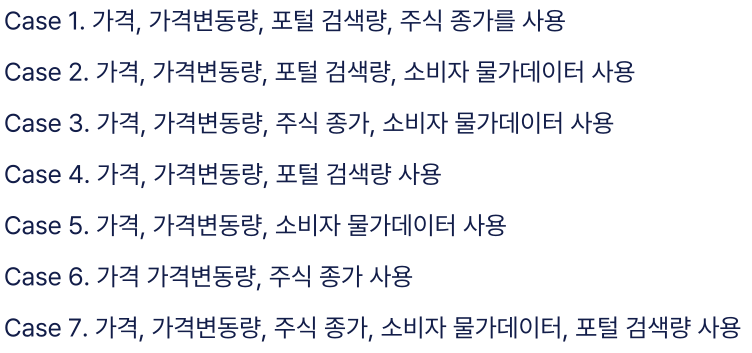 Case 1. 가격, 가격변동량, 포털 검색량, 주식 종가를 사용
Case 2. 가격, 가격변동량, 포털 검색량, 소비자 물가데이터 사용
Case 3. 가격, 가격변동량, 주식 종가, 소비자 물가데이터 사용
Case 4. 가격, 가격변동량, 포털 검색량 사용
Case 5. 가격, 가격변동량, 소비자 물가데이터 사용
Case 6. 가격 가격변동량, 주식 종가 사용
Case 7. 가격, 가격변동량, 주식 종가, 소비자 물가데이터, 포털 검색량 사용